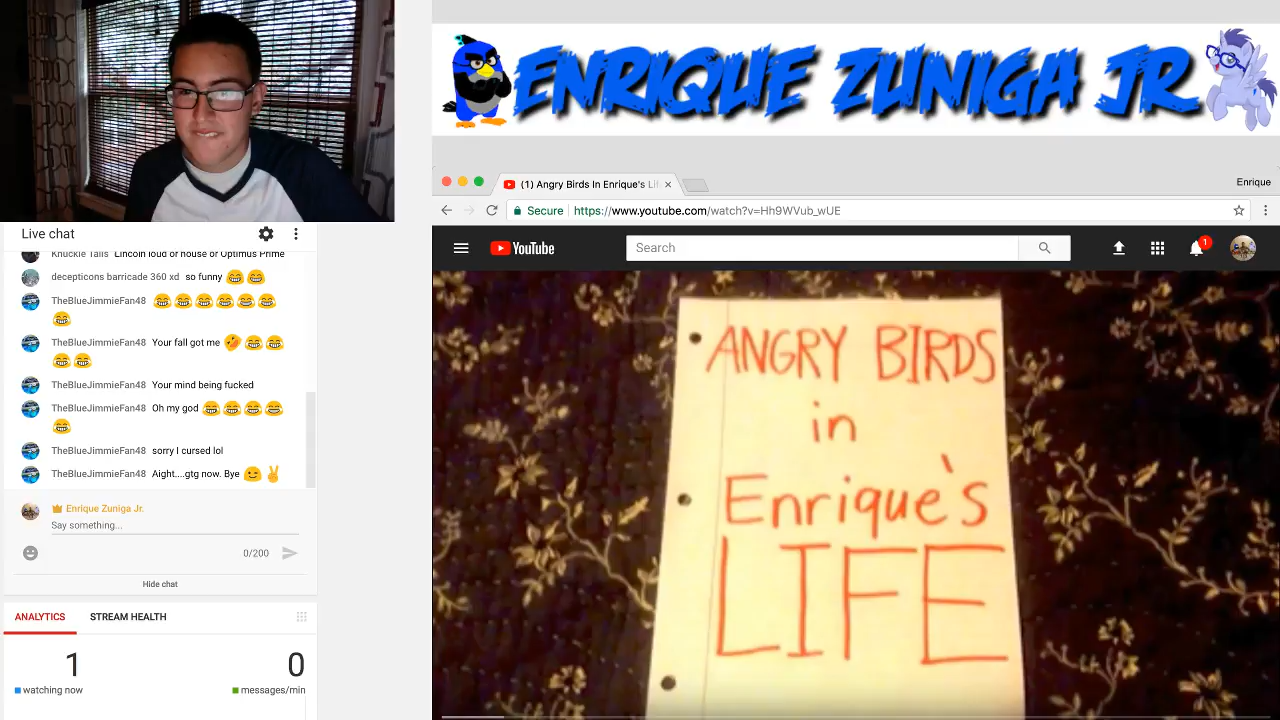 ENRIQUE ZUNIGA JR
(1) Angry Birds In Enrique's Li
Enrique
Secure
https://www.youtube.com/watch?v=Hh9WVub_wUE
YouTube
Search
1
ANGRY BIRDS
in
Enrique's
LIFE
Live chat
Knuckle Tails Lincoln loud of house of Optimus Prime
decepticons barricade 360 xd so funny
TheBlueJimmieFan48
TheBlueJimmieFan48 Your fall got me
TheBlueJimmieFan48 Your mind being fucked
TheBlueJimmieFan48 Oh my god
TheBlueJimmieFan48 sorry I cursed lol
TheBlueJimmieFan48 Aight....gtg now. Bye
Enrique Zuniga Jr.
Say something...
0/200
Hide chat
ANALYTICS
STREAM HEALTH
1
watching now
0
messages/min